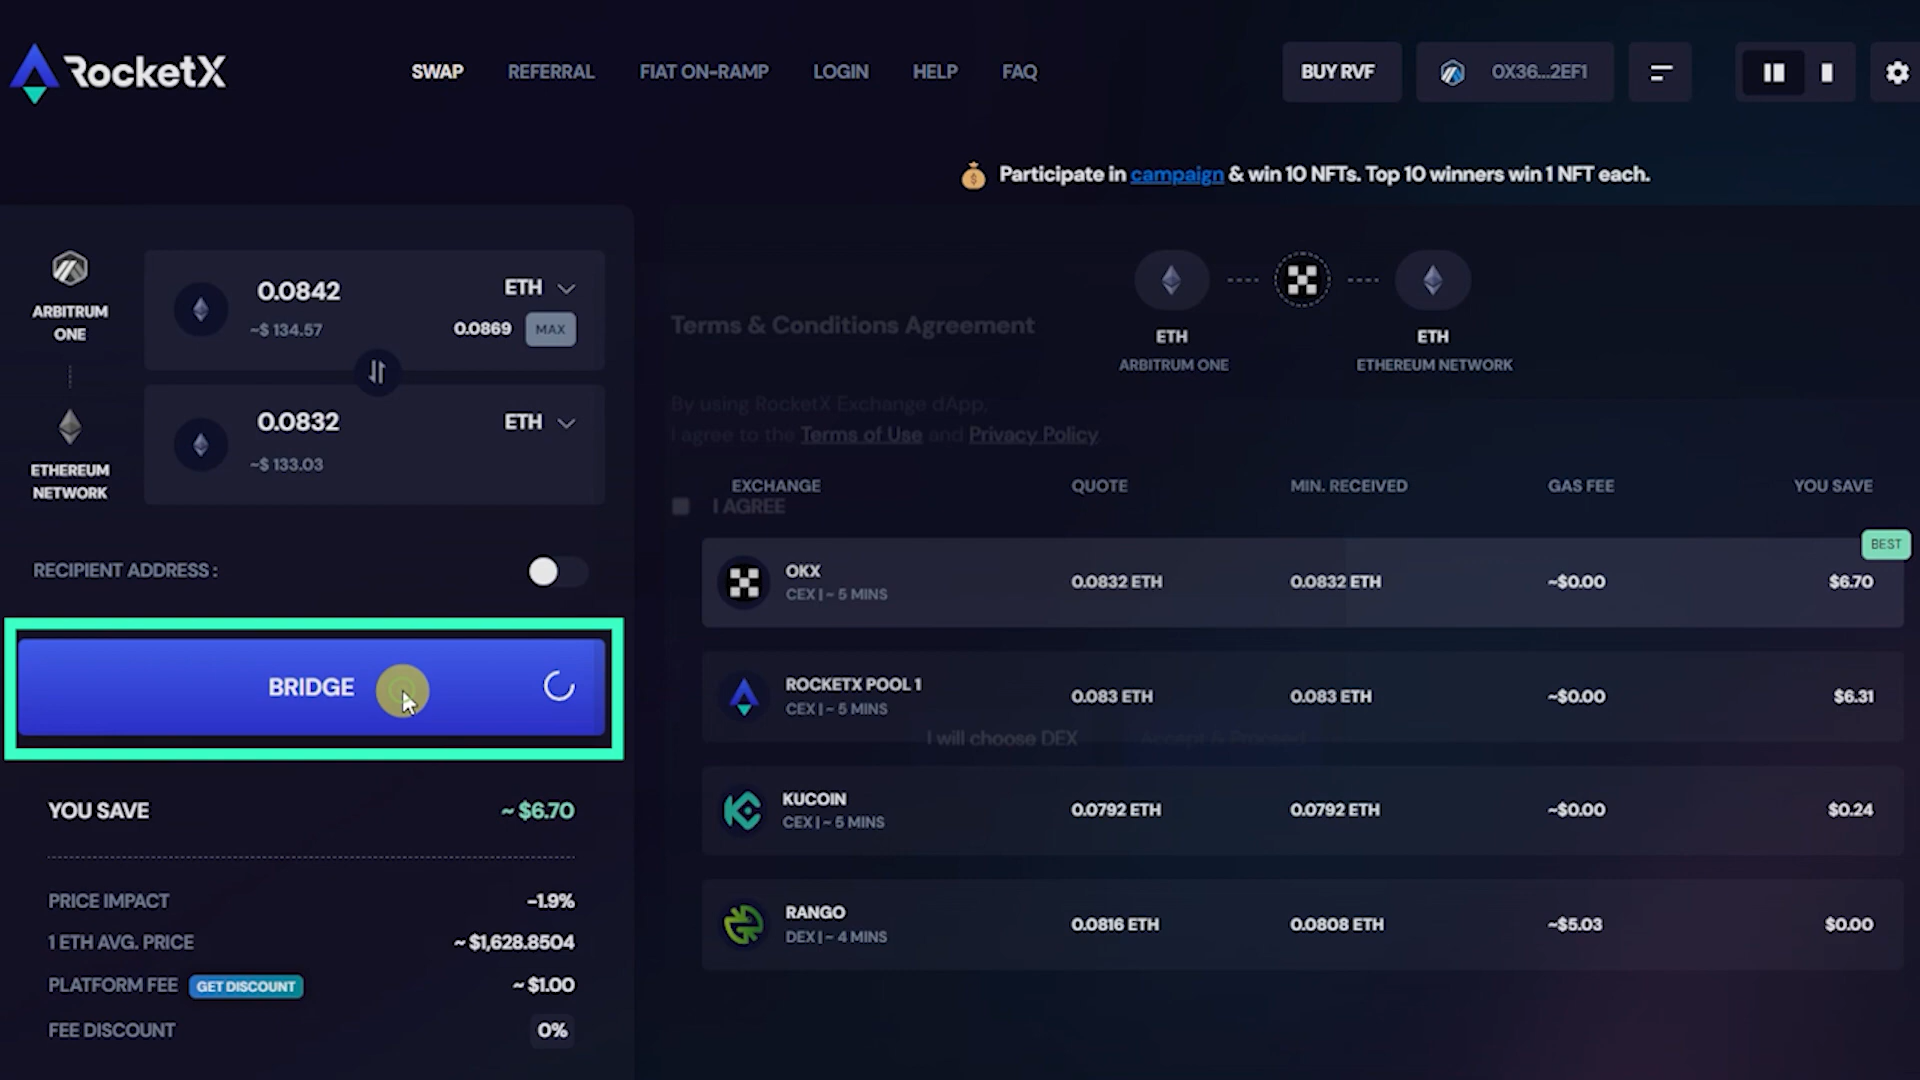 RocketX
SWAP
REFERRAL
FIAT ON-RAMP
LOGIN
HELP
FAQ
BUY RVF
0X36...2EF1
Participate in campaign & win 10 NFTs. Top 10 winners win 1 NFT each.
ARBITRUM
ONE
0.0842
ETH
~$ 134.57
0.0869
MAX
ETHEREUM
NETWORK
0.0832
ETH
~$ 133.03
RECIPIENT ADDRESS :
BRIDGE
YOU SAVE
~ $6.70
PRICE IMPACT
-1.9%
1 ETH AVG. PRICE
~ $1,628.8504
PLATFORM FEE
GET DISCOUNT
~ $1.00
FEE DISCOUNT
0%
ETH
ARBITRUM ONE
ETH
ETHEREUM NETWORK
Terms & Conditions Agreement
By using RocketX Exchange dApp,
I agree to the Terms of Use and Privacy Policy
I AGREE
EXCHANGE
QUOTE
MIN. RECEIVED
GAS FEE
YOU SAVE
BEST
OKX
CEX | ~ 5 MINS
0.0832 ETH
0.0832 ETH
~$0.00
$6.70
ROCKETX POOL 1
CEX | ~ 5 MINS
0.083 ETH
0.083 ETH
~$0.00
$6.31
I will choose DEX
Accept & Proceed
KUCOIN
CEX | ~ 5 MINS
0.0792 ETH
0.0792 ETH
~$0.00
$0.24
RANGO
DEX | ~ 4 MINS
0.0816 ETH
0.0808 ETH
~$5.03
$0.00